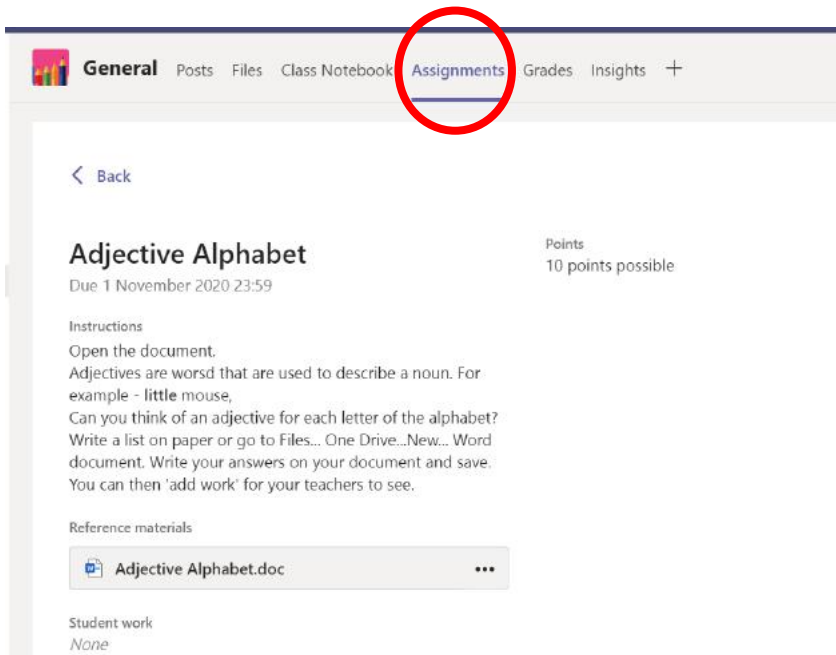 General Posts Files Class Notebook Assignments Grades Insights +
Back
Adjective Alphabet
Due 1 November 2020 23:59
Points
10 points possible
Instructions
Open the document.
Adjectives are worsd that are used to describe a noun. For
example - little mouse,
Can you think of an adjective for each letter of the alphabet?
Write a list on paper or go to Files... One Drive...New... Word
document. Write your answers on your document and save.
You can then 'add work' for your teachers to see.
Reference materials
Adjective Alphabet.doc
Student work
None